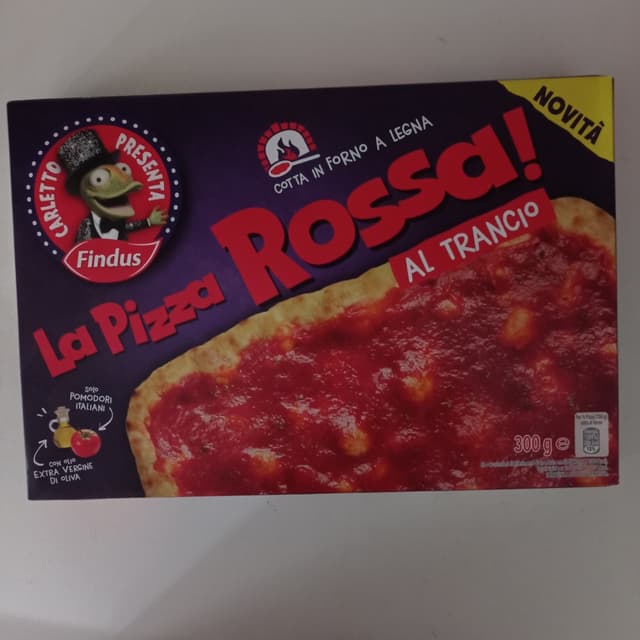 NOVITÀ
CARLETTO PRESENTA
Findus
COTTA IN FORNO A LEGNA
La Pizza Rossa!
AL TRANCIO
SOLO
POMODORI
ITALIANI
CON OLIO
EXTRA VERGINE
DI OLIVA
300 g e